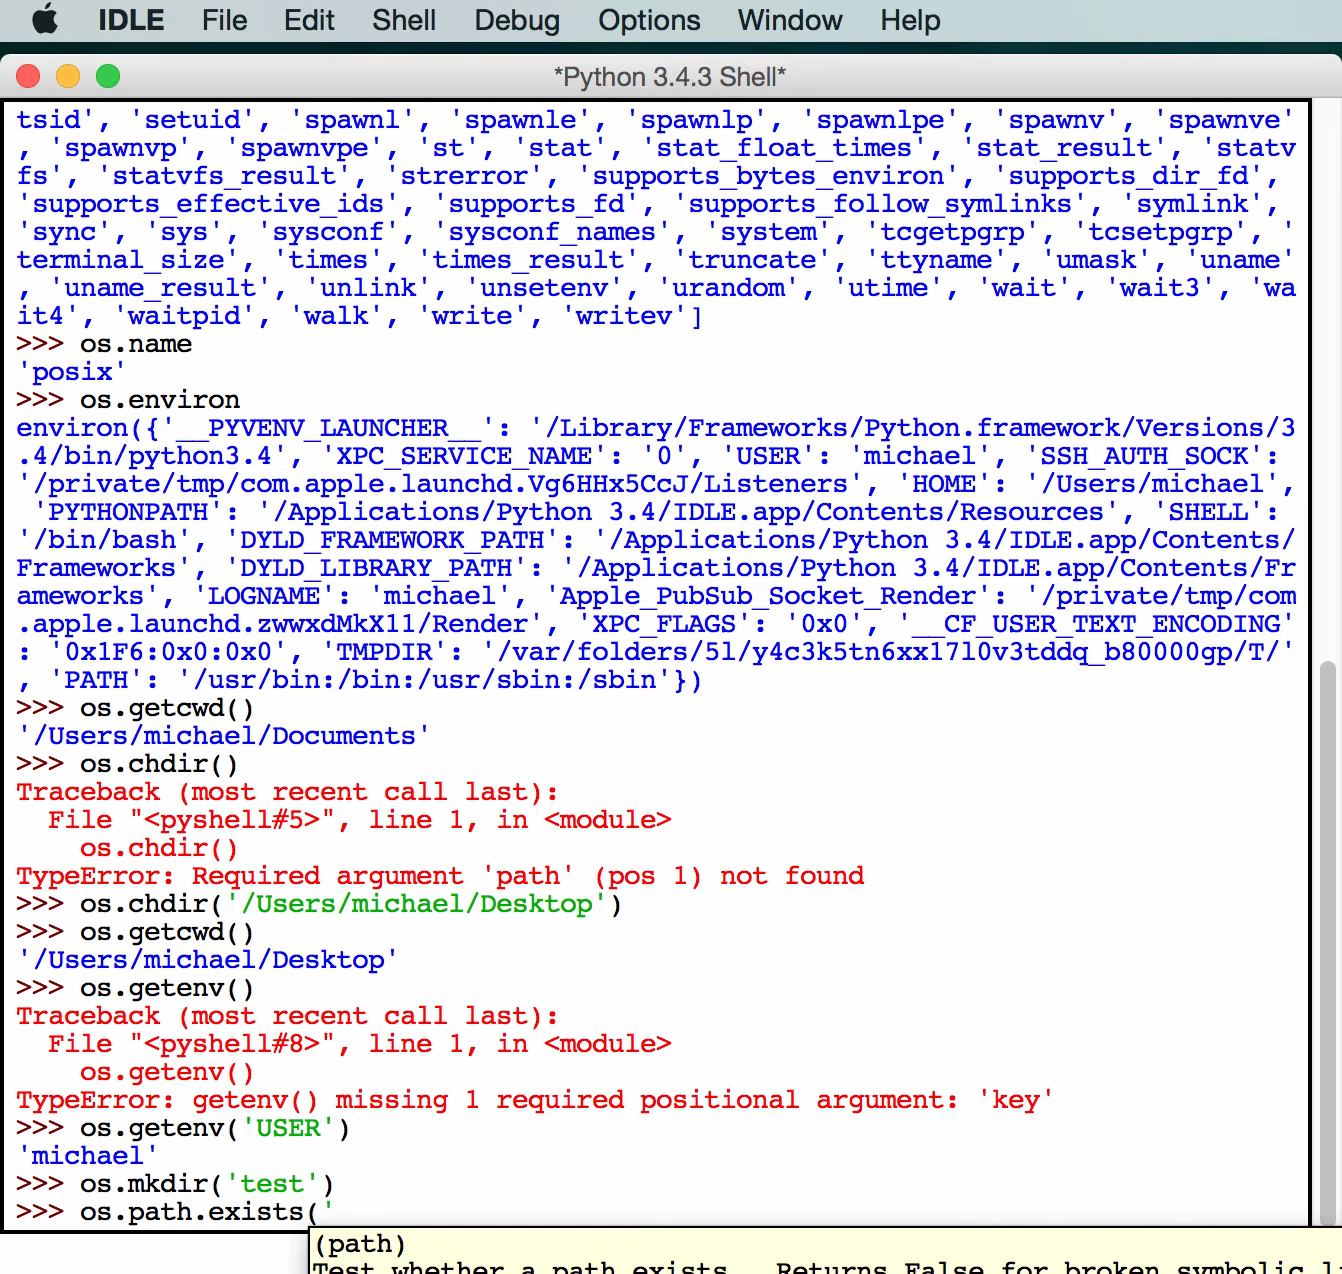 IDLE File Edit Shell Debug Options Window Help
*Python 3.4.3 Shell*
tsid', 'setuid', 'spawnl', 'spawnle', 'spawnlp', 'spawnlpe', 'spawnv', 'spawnve'
, 'spawnvp', 'spawnvpe', 'st', 'stat', 'stat_float_times', 'stat_result', 'statv
fs', 'statvfs_result', 'strerror', 'supports_bytes_environ', 'supports_dir_fd',
'supports_effective_ids', 'supports_fd', 'supports_follow_symlinks', 'symlink',
'sync', 'sys', 'sysconf', 'sysconf_names', 'system', 'tcgetpgrp', 'tcsetpgrp', '
terminal_size', 'times', 'times_result', 'truncate', 'ttyname', 'umask', 'uname'
, 'uname_result', 'unlink', 'unsetenv', 'urandom', 'utime', 'wait', 'wait3', 'wa
it4', 'waitpid', 'walk', 'write', 'writev']
>>> os.name
'posix'
>>> os.environ
environ({'__PYVENV_LAUNCHER__': '/Library/Frameworks/Python.framework/Versions/3
.4/bin/python3.4', 'XPC_SERVICE_NAME': '0', 'USER': 'michael', 'SSH_AUTH_SOCK':
'/private/tmp/com.apple.launchd.Vg6HHx5CcJ/Listeners', 'HOME': '/Users/michael',
'PYTHONPATH': '/Applications/Python 3.4/IDLE.app/Contents/Resources', 'SHELL':
'/bin/bash', 'DYLD_FRAMEWORK_PATH': '/Applications/Python 3.4/IDLE.app/Contents/
Frameworks', 'DYLD_LIBRARY_PATH': '/Applications/Python 3.4/IDLE.app/Contents/Fr
ameworks', 'LOGNAME': 'michael', 'Apple_PubSub_Socket_Render': '/private/tmp/com
.apple.launchd.zwwxdMkX11/Render', 'XPC_FLAGS': '0x0', '__CF_USER_TEXT_ENCODING'
: '0x1F6:0x0:0x0', 'TMPDIR': '/var/folders/5l/y4c3k5tn6xx17l0v3tddq_b80000gp/T/'
, 'PATH': '/usr/bin:/bin:/usr/sbin:/sbin'})
>>> os.getcwd()
'/Users/michael/Documents'
>>> os.chdir()
Traceback (most recent call last):
File "<pyshell#5>", line 1, in <module>
os.chdir()
TypeError: Required argument 'path' (pos 1) not found
>>> os.chdir('/Users/michael/Desktop')
>>> os.getcwd()
'/Users/michael/Desktop'
>>> os.getenv()
Traceback (most recent call last):
File "<pyshell#8>", line 1, in <module>
os.getenv()
TypeError: getenv() missing 1 required positional argument: 'key'
>>> os.getenv('USER')
'michael'
>>> os.mkdir('test')
>>> os.path.exists('
(path)
Test whether a path exists. Returns False for broken symbolic